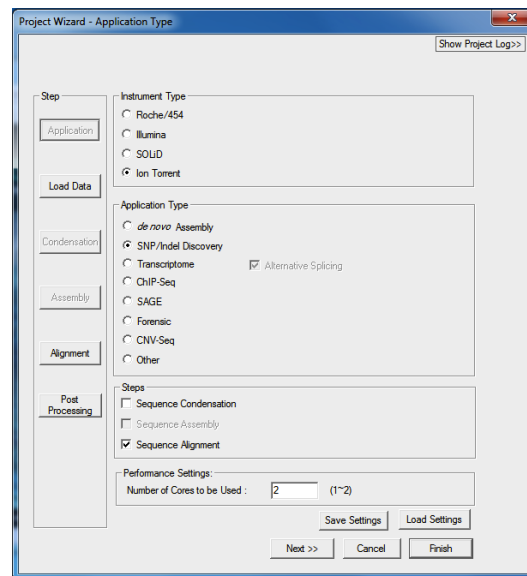 Project Wizard - Application Type
Show Project Log>>
Step
Application
Load Data
Condensation
Assembly
Alignment
Post
Processing
Instrument Type
Roche/454
Illumina
SOLiD
Ion Torrent
Application Type
de novo Assembly
SNP/Indel Discovery
Transcriptome
Alternative Splicing
ChIP-Seq
SAGE
Forensic
CNV-Seq
Other
Steps
Sequence Condensation
Sequence Assembly
Sequence Alignment
Performance Settings:
Number of Cores to be Used : 2 (1~2)
Save Settings Load Settings
Next >> Cancel Finish